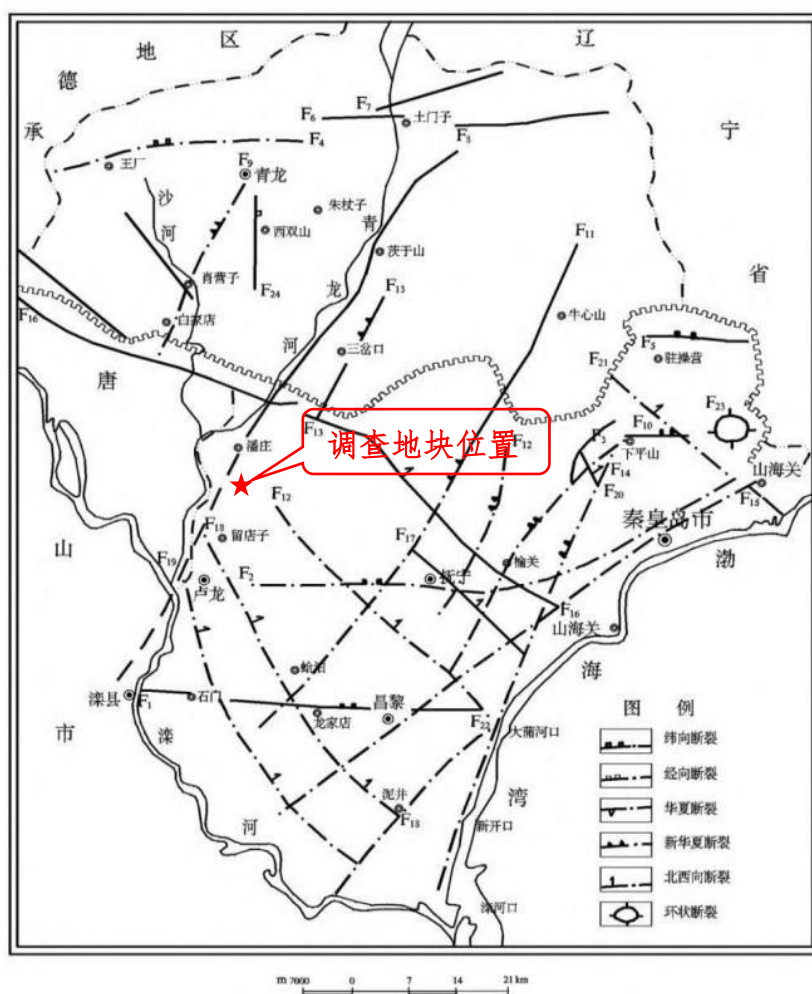 德 地 区
辽
承
宁
省
F7
F6
土门子
F4
F3
王厂
F9
青龙
沙
河
朱杖子
西双山
青
龙
河
茨于山
F11
肖营子
F24
F13
F16
白家店
牛心山
三岔口
F5
驻操营
F21
唐
F13
调查地块位置
F12
F3
F10
F25
潘庄
下平山
F14
F20
山海关
F15
F12
秦皇岛市
F18
留店子
F17
渤
山
F19
F2
卢龙
抚宁
榆关
F16
山海关
海
蛤泊
滦县
F1
石门
龙家店
昌黎
F22
大蒲河口
市
滦
河
湾
泥井
F18
新开口
滦河口
图 例
纬向断裂
经向断裂
华夏断裂
新华夏断裂
北西向断裂
环状断裂
m 7000 0 7 14 21km